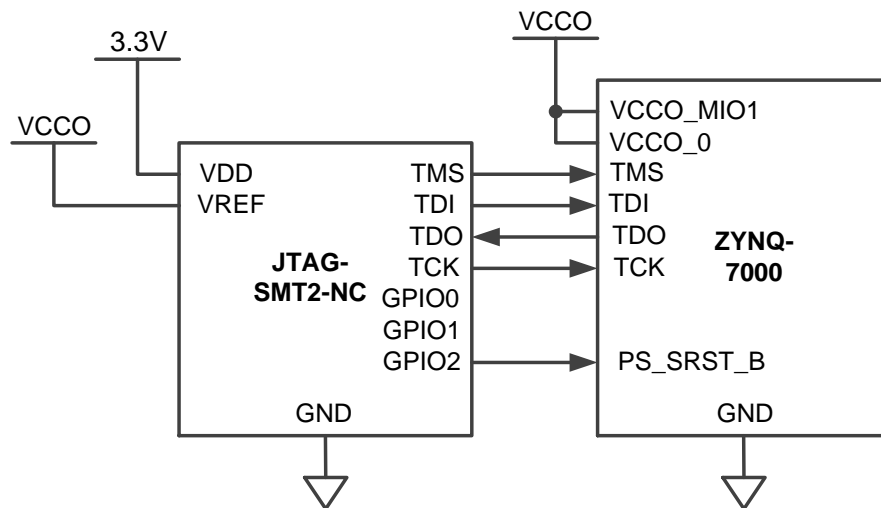 VCCO
3.3V
VCCO
VDD
VREF
TMS
TDI
TDO
TCK
GPIO0
GPIO1
GPIO2
JTAG-
SMT2-NC
GND
VCCO_MIO1
VCCO_0
TMS
TDI
TDO
TCK
PS_SRST_B
ZYNQ-
7000
GND